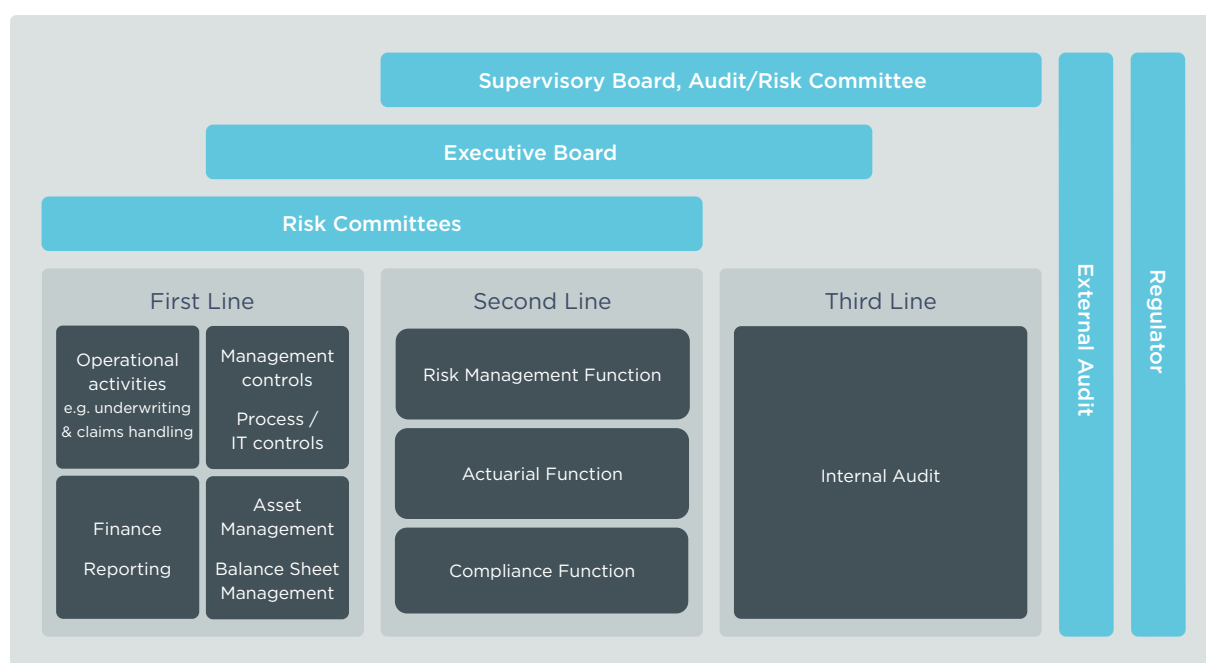 Supervisory Board, Audit/Risk Committee
Executive Board
Risk Committees
First Line
Operational
activities
e.g. underwriting
& claims handling
Management
controls
Process /
IT controls
Finance
Reporting
Asset
Management
Balance Sheet
Management
Second Line
Risk Management Function
Actuarial Function
Compliance Function
Third Line
Internal Audit
External Audit
Regulator